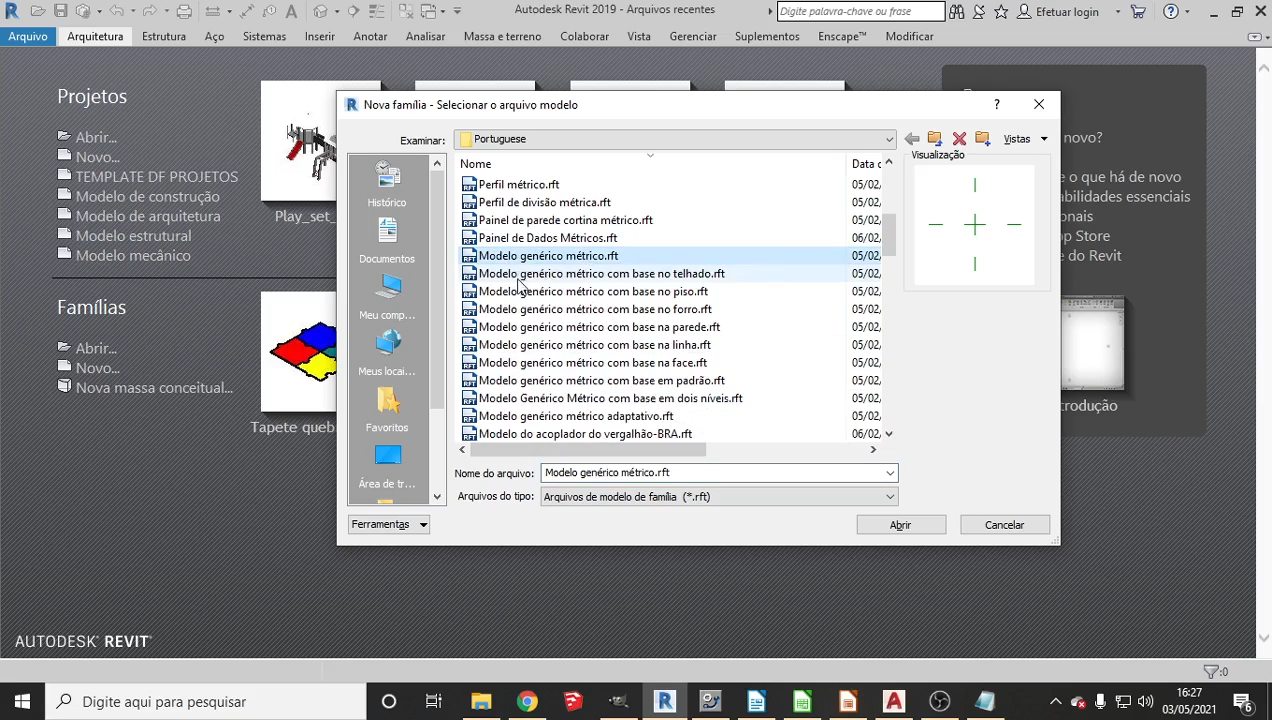 Autodesk Revit 2019 - Arquivos recentes
Digite palavra-chave ou frase
Efetuar login
Arquivo Arquitetura Estrutura Aço Sistemas Inserir Anotar Analisar Massa e terreno Colaborar Vista Gerenciar Suplementos Enscape™ Modificar
Projetos
Abrir...
Novo...
TEMPLATE DF PROJETOS
Modelo de construção
Modelo de arquitetura
Modelo estrutural
Modelo mecânico
Play_set_
Famílias
Abrir...
Novo...
Nova massa conceitual...
Tapete queb
Nova família - Selecionar o arquivo modelo
Examinar: Portuguese
Vistas
Histórico
Documentos
Meu comp...
Meus locai...
Favoritos
Área de tr...
Nome Data c
Perfil métrico.rft 05/02,
Perfil de divisão métrica.rft 05/02,
Painel de parede cortina métrico.rft 05/02,
Painel de Dados Métricos.rft 06/02,
Modelo genérico métrico.rft 05/02,
Modelo genérico métrico com base no telhado.rft 05/02,
Modelo genérico métrico com base no piso.rft 05/02,
Modelo genérico métrico com base no forro.rft 05/02,
Modelo genérico métrico com base na parede.rft 05/02,
Modelo genérico métrico com base na linha.rft 05/02,
Modelo genérico métrico com base na face.rft 05/02,
Modelo genérico métrico com base em padrão.rft 05/02,
Modelo Genérico Métrico com base em dois níveis.rft 05/02,
Modelo genérico métrico adaptativo.rft 05/02,
Modelo do acoplador do vergalhão-BRA.rft 06/02,
Visualização
Nome do arquivo: Modelo genérico métrico.rft
Arquivos do tipo: Arquivos de modelo de família (*.rft)
Ferramentas Abrir Cancelar
novo?
e o que há de novo
abilidades essenciais
onais
p Store
e do Revit
rodução
AUTODESK® REVIT®
:0
Digite aqui para pesquisar
16:27
03/05/2021
6